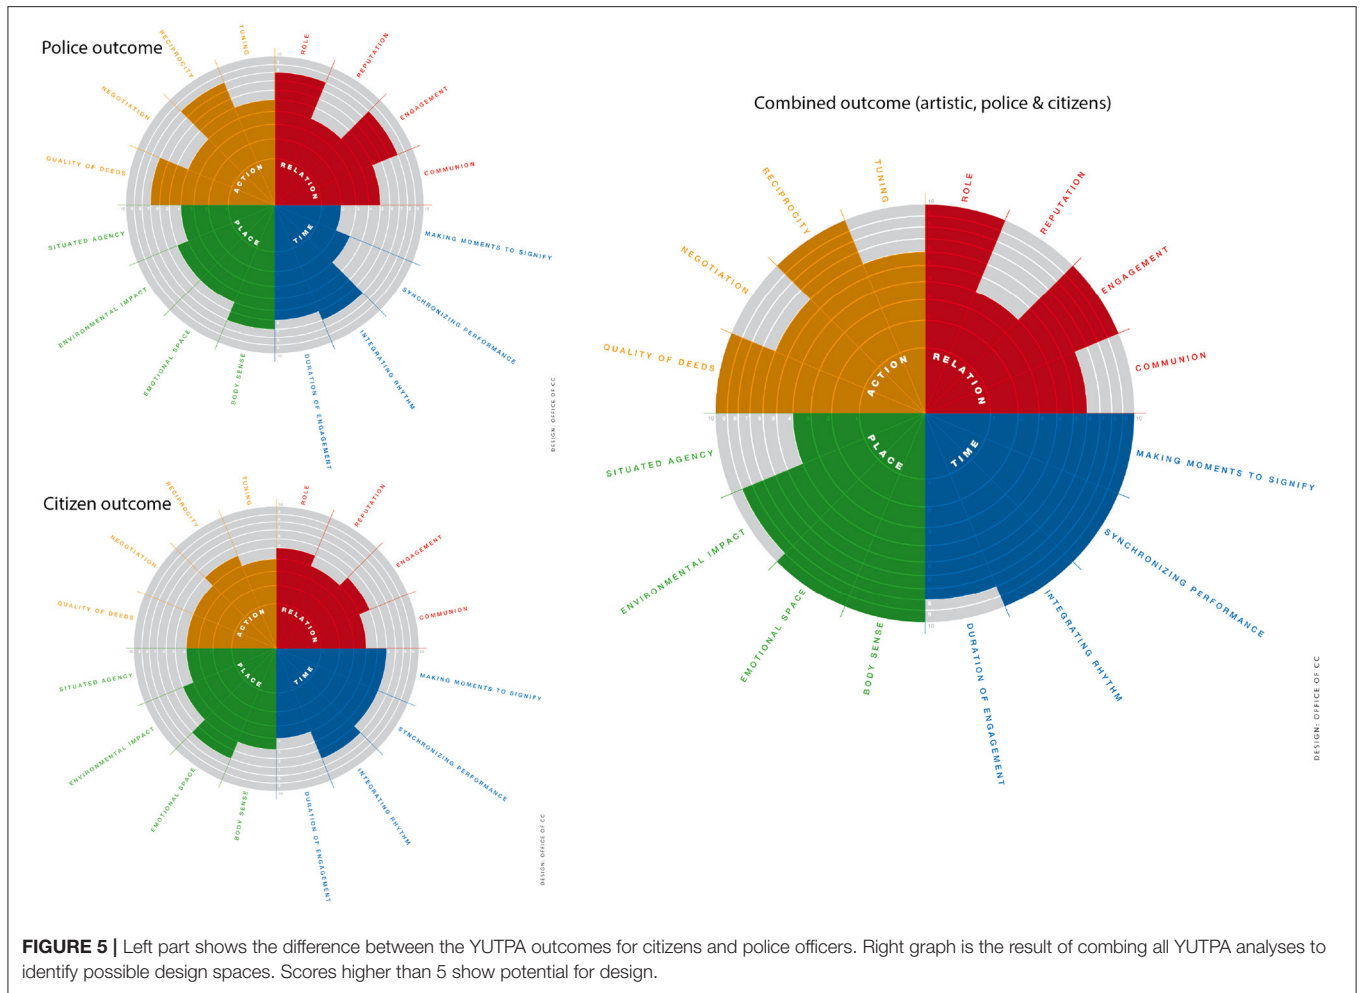 Police outcome
TUNING
RECIPROCITY
NEGOTIATION
QUALITY OF DEEDS
ROLE
REPUTATION
ENGAGEMENT
COMMUNION
ACTION
RELATION
PLACE
TIME
SITUATED AGENCY
ENVIRONMENTAL IMPACT
EMOTIONAL SPACE
BODY SENSE
MAKING MOMENTS TO SIGNIFY
SYNCHRONIZING PERFORMANCE
INTEGRATING RHYTHM
DURATION OF ENGAGEMENT
DESIGN: OFFICE OF CC
Citizen outcome
TUNING
RECIPROCITY
NEGOTIATION
QUALITY OF DEEDS
ROLE
REPUTATION
ENGAGEMENT
COMMUNION
ACTION
RELATION
PLACE
TIME
SITUATED AGENCY
ENVIRONMENTAL IMPACT
EMOTIONAL SPACE
BODY SENSE
MAKING MOMENTS TO SIGNIFY
SYNCHRONIZING PERFORMANCE
INTEGRATING RHYTHM
DURATION OF ENGAGEMENT
DESIGN: OFFICE OF CC
Combined outcome (artistic, police & citizens)
TUNING
RECIPROCITY
NEGOTIATION
QUALITY OF DEEDS
ROLE
REPUTATION
ENGAGEMENT
COMMUNION
ACTION
RELATION
PLACE
TIME
SITUATED AGENCY
ENVIRONMENTAL IMPACT
EMOTIONAL SPACE
BODY SENSE
MAKING MOMENTS TO SIGNIFY
SYNCHRONIZING PERFORMANCE
INTEGRATING RHYTHM
DURATION OF ENGAGEMENT
DESIGN: OFFICE OF CC
FIGURE 5 | Left part shows the difference between the YUTPA outcomes for citizens and police officers. Right graph is the result of combing all YUTPA analyses to
identify possible design spaces. Scores higher than 5 show potential for design.